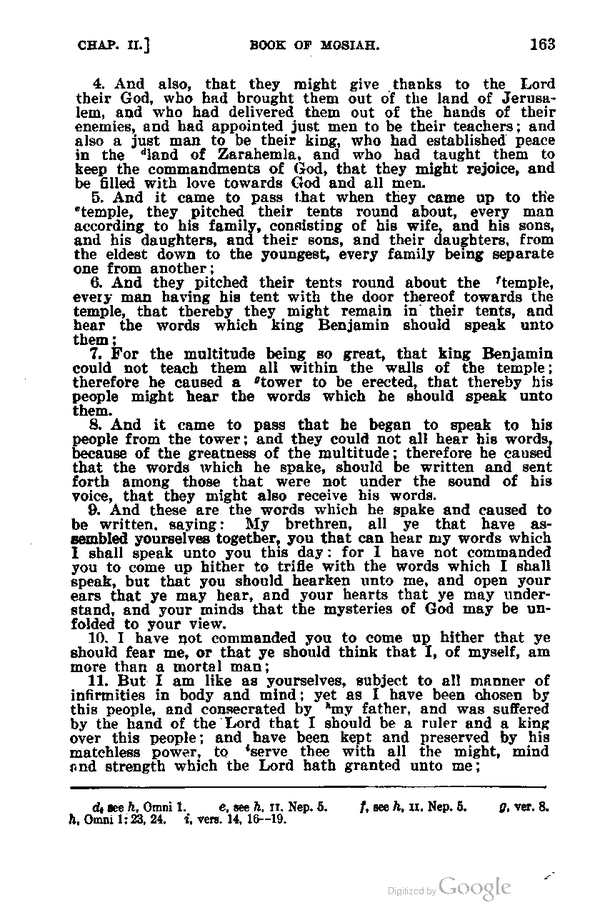 CHAP. II.] BOOK OF MOSIAH. 163
4. And also, that they might give thanks to the Lord
their God, who had brought them out of the land of Jerusa-
lem, and who had delivered them out of the hands of their
enemies, and had appointed just men to be their teachers; and
also a just man to be their king, who had established peace
in the dland of Zarahemla, and who had taught them to
keep the commandments of God, that they might rejoice, and
be filled with love towards God and all men.
5. And it came to pass that when they came up to the
etemple, they pitched their tents round about, every man
according to his family, consisting of his wife, and his sons,
and his daughters, and their sons, and their daughters, from
the eldest down to the youngest, every family being separate
one from another;
6. And they pitched their tents round about the ftemple,
every man having his tent with the door thereof towards the
temple, that thereby they might remain in their tents, and
hear the words which king Benjamin should speak unto
them;
7. For the multitude being so great, that king Benjamin
could not teach them all within the walls of the temple;
therefore he caused a gtower to be erected, that thereby his
people might hear the words which he should speak unto
them.
8. And it came to pass that he began to speak to his
people from the tower; and they could not all hear his words,
because of the greatness of the multitude; therefore he caused
that the words which he spake, should be written and sent
forth among those that were not under the sound of his
voice, that they might also receive his words.
9. And these are the words which he spake and caused to
be written, saying: My brethren, all ye that have as-
sembled yourselves together, you that can hear my words which
I shall speak unto you this day: for I have not commanded
you to come up hither to trifle with the words which I shall
speak, but that you should hearken unto me, and open your
ears that ye may hear, and your hearts that ye may under-
stand, and your minds that the mysteries of God may be un-
folded to your view.
10. I have not commanded you to come up hither that ye
should fear me, or that ye should think that I, of myself, am
more than a mortal man;
11. But I am like as yourselves, subject to all manner of
infirmities in body and mind; yet as I have been chosen by
this people, and consecrated by hmy father, and was suffered
by the hand of the Lord that I should be a ruler and a king
over this people; and have been kept and preserved by his
matchless power, to iserve thee with all the might, mind
and strength which the Lord hath granted unto me;
d, see h, Omni 1. e, see h, II. Nep. 5. f, see h, II. Nep. 5. g, ver. 8.
h, Omni 1: 23, 24. i, vers. 14, 16--19.
Digitized by Google